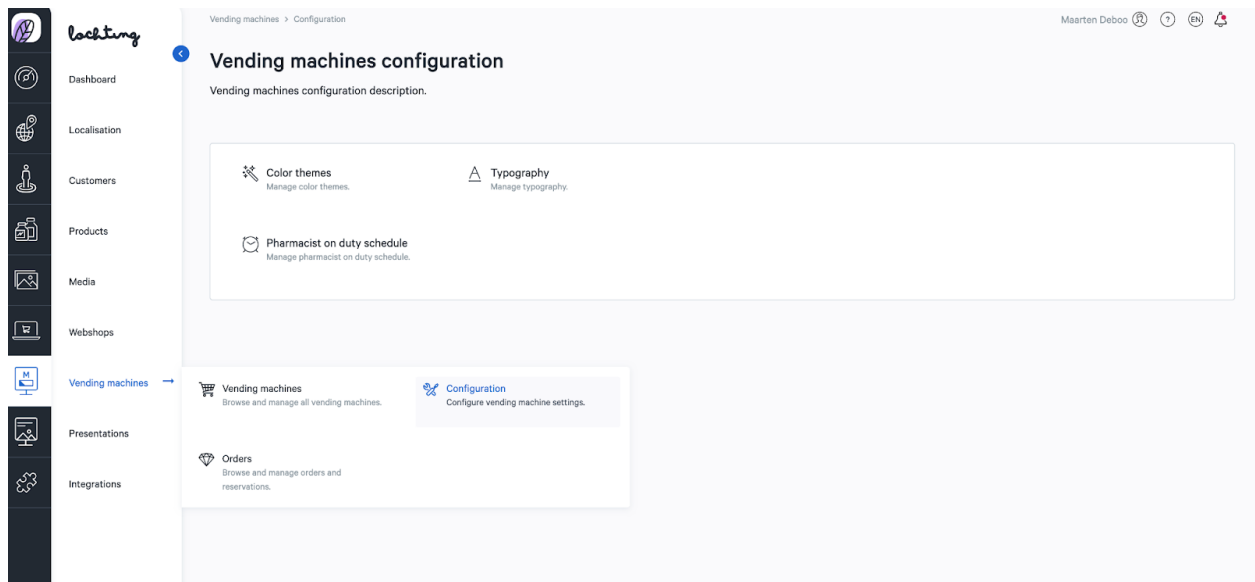 Vending machines > Configuration
Maarten Deboo
?
EN
lochting
Vending machines configuration
Vending machines configuration description.
Dashboard
Localisation
Customers
Products
Media
Webshops
Vending machines →
Presentations
Integrations
Color themes
Manage color themes.
Typography
Manage typography.
Pharmacist on duty schedule
Manage pharmacist on duty schedule.
Vending machines
Browse and manage all vending machines.
Configuration
Configure vending machine settings.
Orders
Browse and manage orders and
reservations.
M